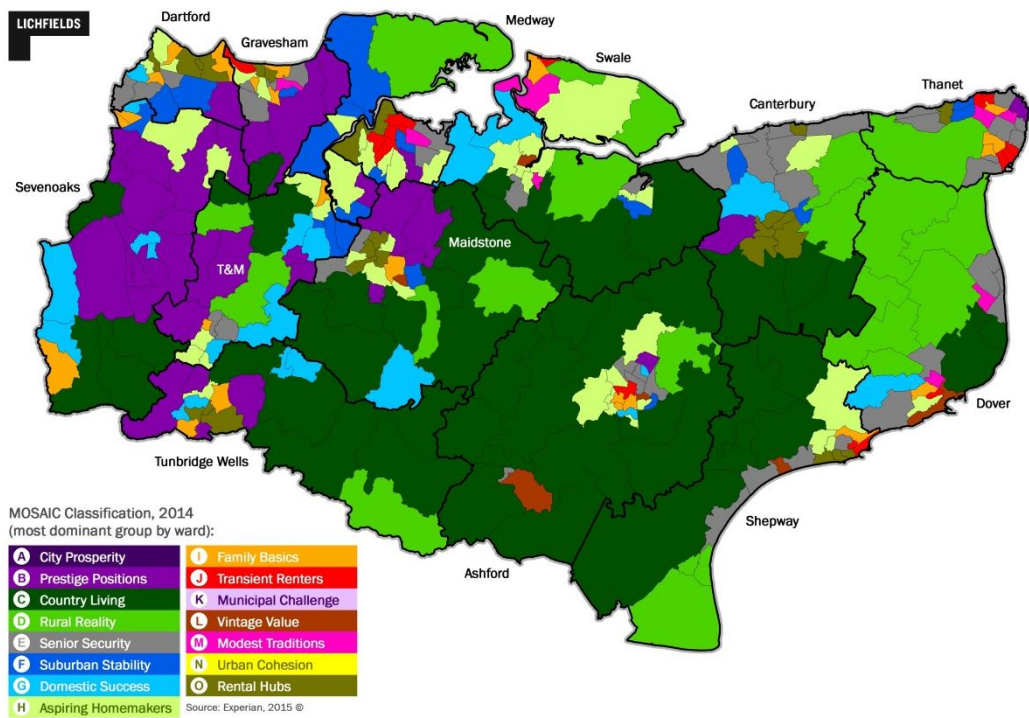 LICHFIELDS
Dartford
Gravesham
Medway
Swale
Canterbury
Thanet
Sevenoaks
T&M
Maidstone
Dover
Tunbridge Wells
Shepway
Ashford
MOSAIC Classification, 2014
(most dominant group by ward):
A City Prosperity
B Prestige Positions
C Country Living
D Rural Reality
E Senior Security
F Suburban Stability
G Domestic Success
H Aspiring Homemakers
I Family Basics
J Transient Renters
K Municipal Challenge
L Vintage Value
M Modest Traditions
N Urban Cohesion
O Rental Hubs
Source: Experian, 2015 ©